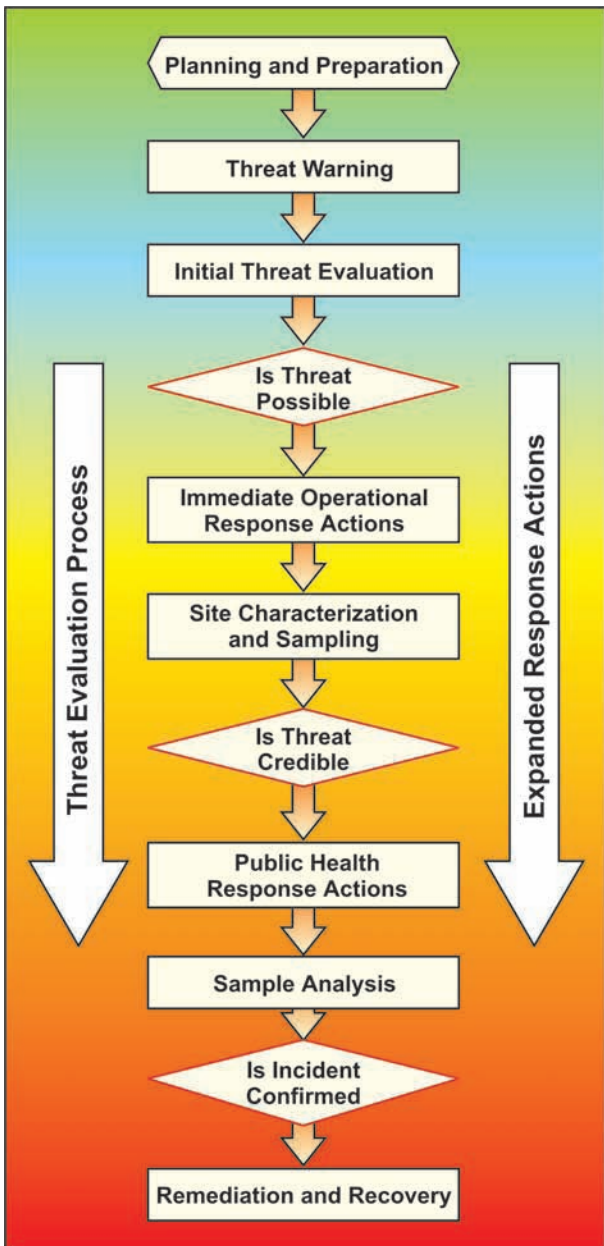 Planning and Preparation
Threat Warning
Initial Threat Evaluation
Is Threat
Possible
Immediate Operational
Response Actions
Site Characterization
and Sampling
Is Threat
Credible
Public Health
Response Actions
Sample Analysis
Is Incident
Confirmed
Remediation and Recovery
Threat Evaluation Process
Expanded Response Actions